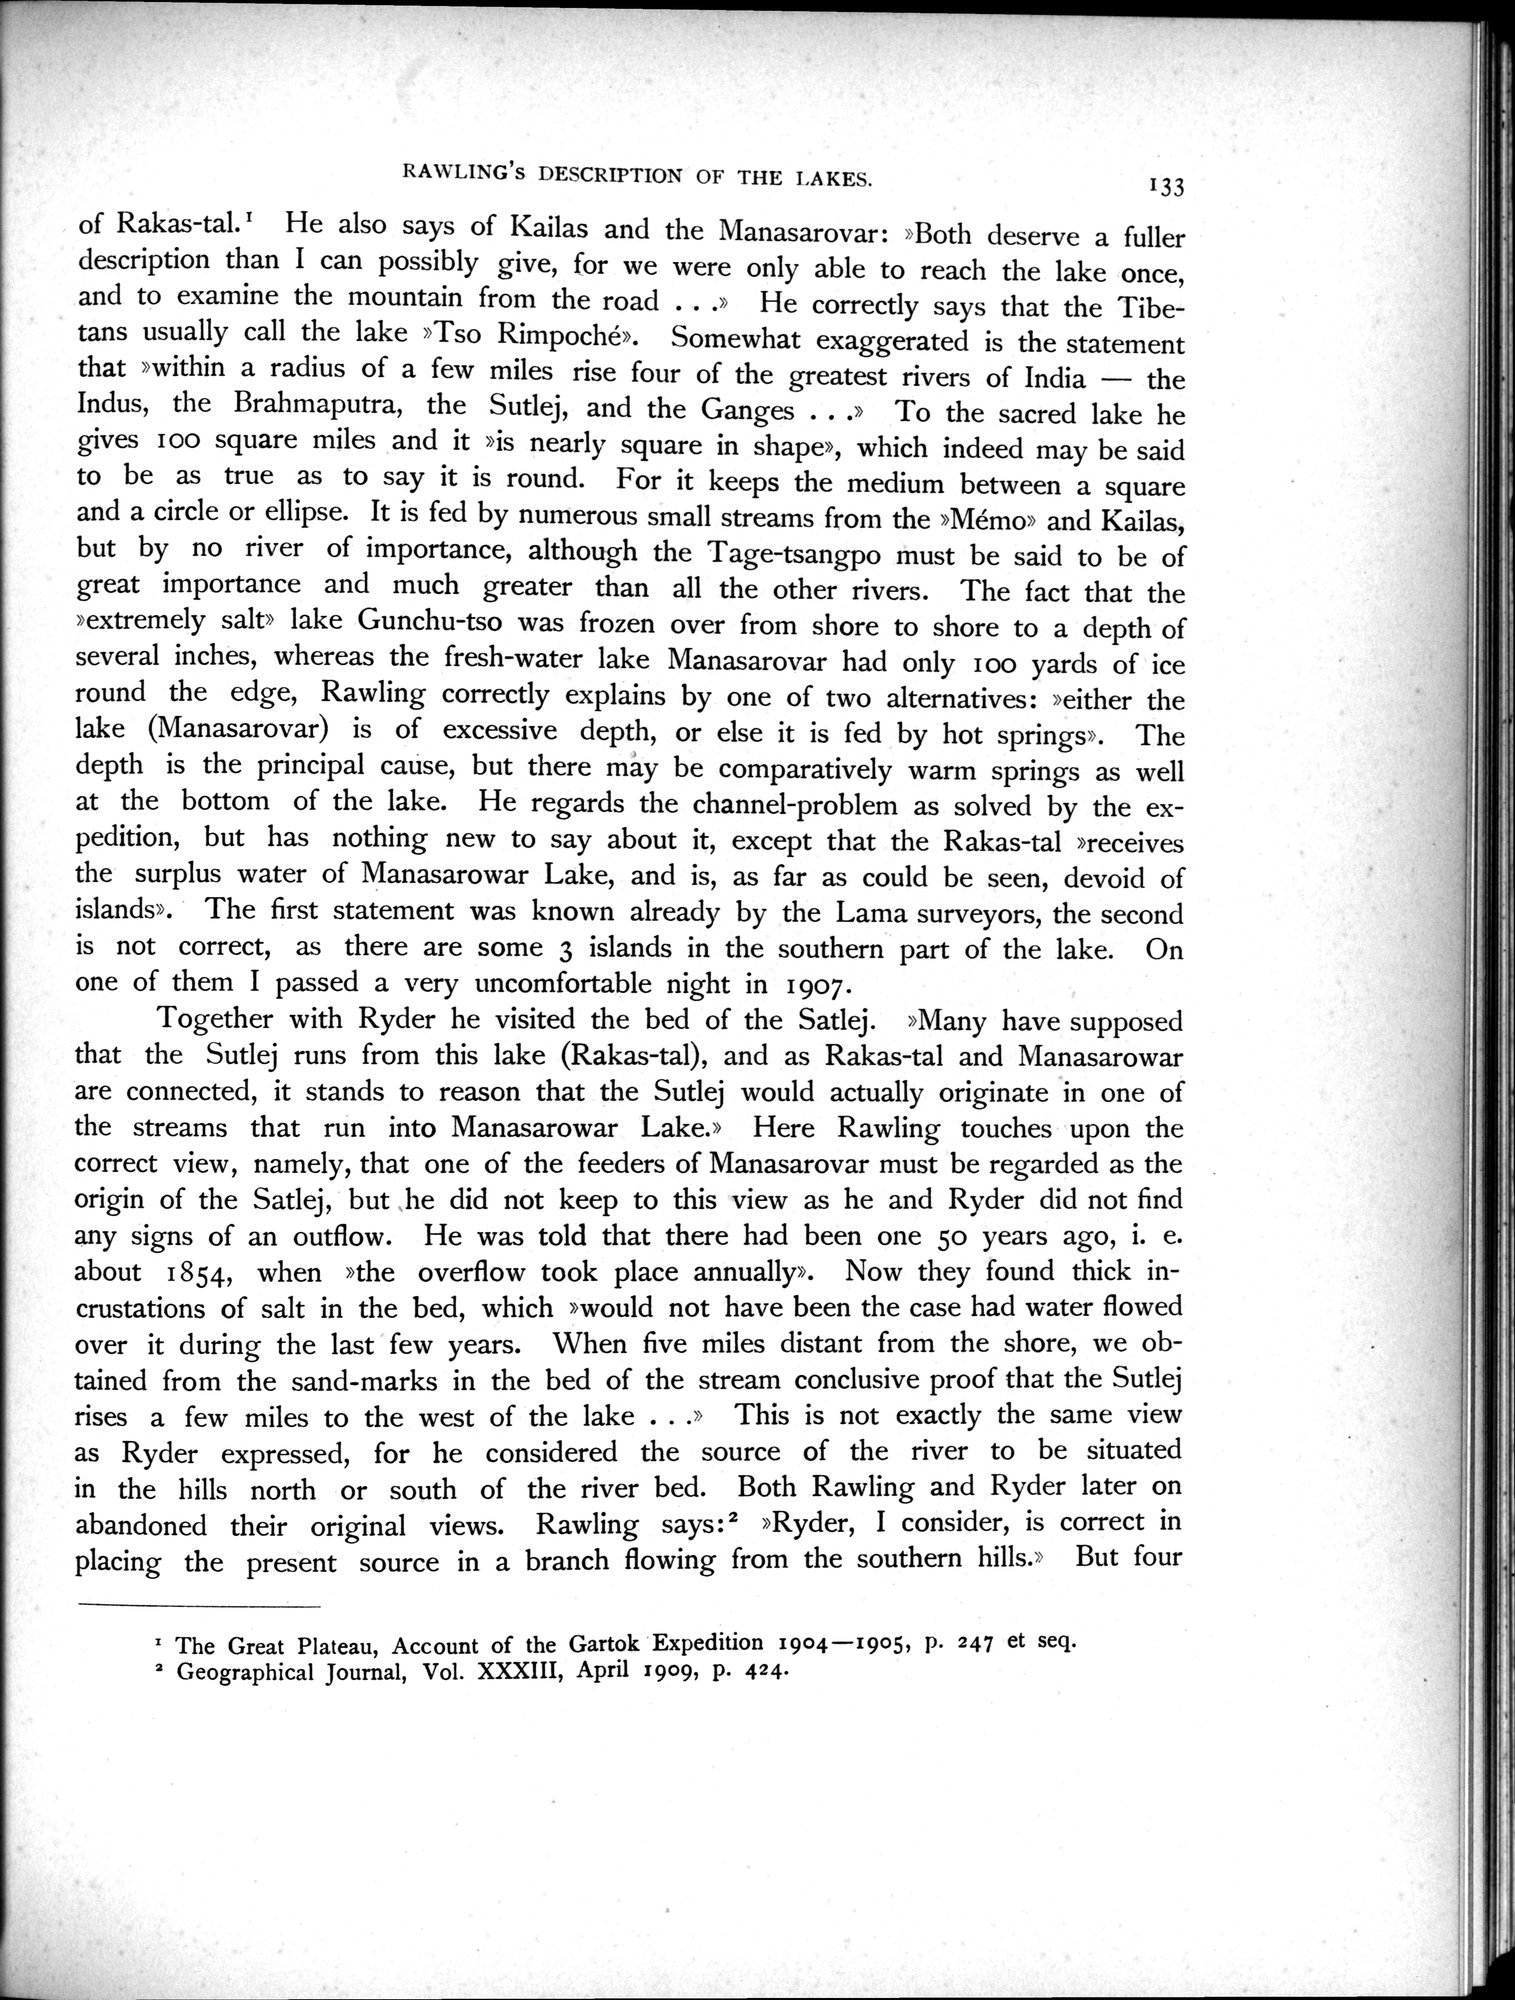 RAWLING'S DESCRIPTION OF THE LAKES. 133
of Rakas-tal.¹ He also says of Kailas and the Manasarovar: »Both deserve a fuller
description than I can possibly give, for we were only able to reach the lake once,
and to examine the mountain from the road . . .» He correctly says that the Tibe-
tans usually call the lake »Tso Rimpoché». Somewhat exaggerated is the statement
that »within a radius of a few miles rise four of the greatest rivers of India — the
Indus, the Brahmaputra, the Sutlej, and the Ganges . . .» To the sacred lake he
gives 100 square miles and it »is nearly square in shape», which indeed may be said
to be as true as to say it is round. For it keeps the medium between a square
and a circle or ellipse. It is fed by numerous small streams from the »Mémo» and Kailas,
but by no river of importance, although the Tage-tsangpo must be said to be of
great importance and much greater than all the other rivers. The fact that the
»extremely salt» lake Gunchu-tso was frozen over from shore to shore to a depth of
several inches, whereas the fresh-water lake Manasarovar had only 100 yards of ice
round the edge, Rawling correctly explains by one of two alternatives: »either the
lake (Manasarovar) is of excessive depth, or else it is fed by hot springs». The
depth is the principal cause, but there may be comparatively warm springs as well
at the bottom of the lake. He regards the channel-problem as solved by the ex-
pedition, but has nothing new to say about it, except that the Rakas-tal »receives
the surplus water of Manasarowar Lake, and is, as far as could be seen, devoid of
islands». The first statement was known already by the Lama surveyors, the second
is not correct, as there are some 3 islands in the southern part of the lake. On
one of them I passed a very uncomfortable night in 1907.
Together with Ryder he visited the bed of the Satlej. »Many have supposed
that the Sutlej runs from this lake (Rakas-tal), and as Rakas-tal and Manasarowar
are connected, it stands to reason that the Sutlej would actually originate in one of
the streams that run into Manasarowar Lake.» Here Rawling touches upon the
correct view, namely, that one of the feeders of Manasarovar must be regarded as the
origin of the Satlej, but he did not keep to this view as he and Ryder did not find
any signs of an outflow. He was told that there had been one 50 years ago, i. e.
about 1854, when »the overflow took place annually». Now they found thick in-
crustations of salt in the bed, which »would not have been the case had water flowed
over it during the last few years. When five miles distant from the shore, we ob-
tained from the sand-marks in the bed of the stream conclusive proof that the Sutlej
rises a few miles to the west of the lake . . .» This is not exactly the same view
as Ryder expressed, for he considered the source of the river to be situated
in the hills north or south of the river bed. Both Rawling and Ryder later on
abandoned their original views. Rawling says:² »Ryder, I consider, is correct in
placing the present source in a branch flowing from the southern hills.» But four
¹ The Great Plateau, Account of the Gartok Expedition 1904—1905, p. 247 et seq.
² Geographical Journal, Vol. XXXIII, April 1909, p. 424.